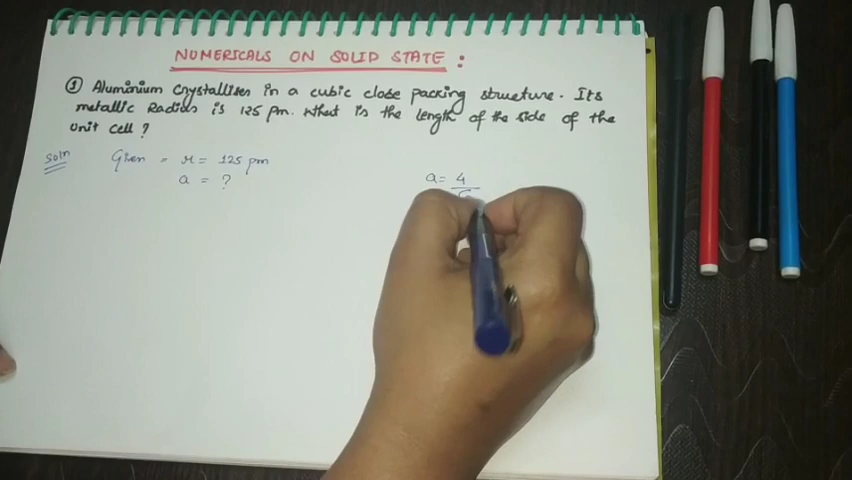 NUMERICALS ON SOLID STATE :
① Aluminium Crystallises in a cubic close packing structure. Its
metallic Radius is 125 pm. What is the length of the side of the
unit cell ?
Soln Given = r = 125 pm
a = ?
a = 4